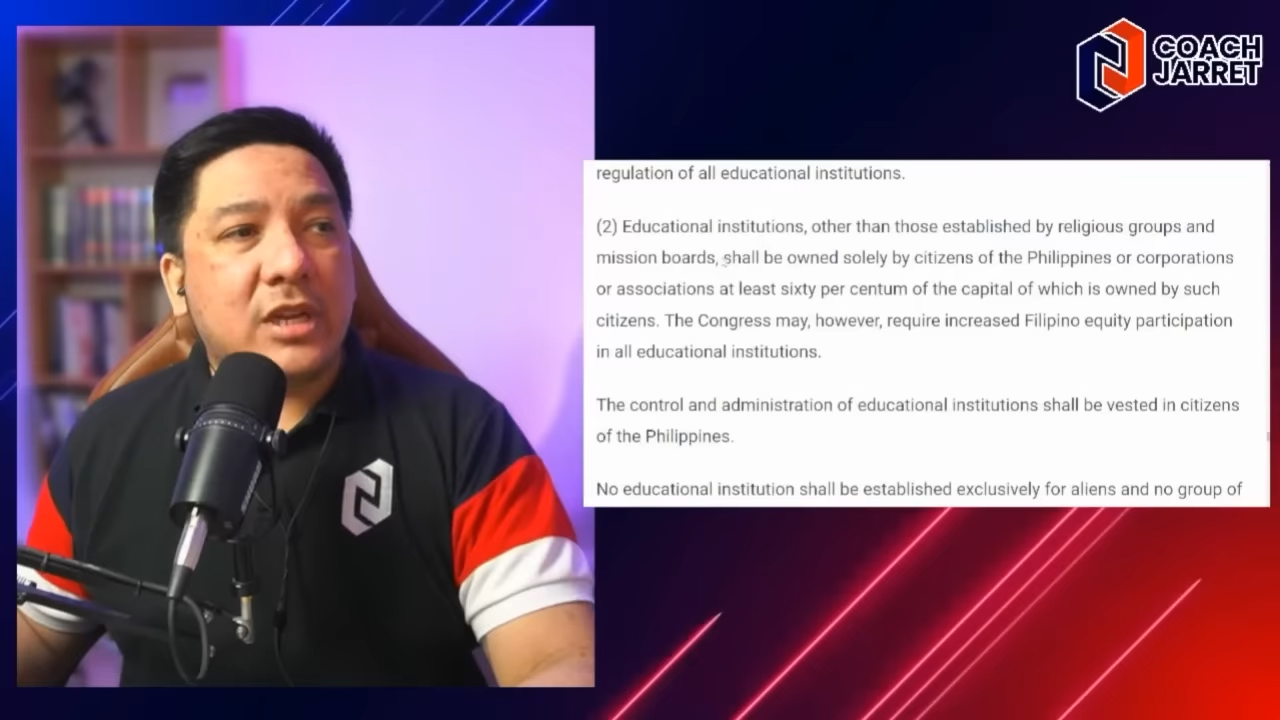 COACH
JARRET
regulation of all educational institutions.
(2) Educational institutions, other than those established by religious groups and
mission boards, shall be owned solely by citizens of the Philippines or corporations
or associations at least sixty per centum of the capital of which is owned by such
citizens. The Congress may, however, require increased Filipino equity participation
in all educational institutions.
The control and administration of educational institutions shall be vested in citizens
of the Philippines.
No educational institution shall be established exclusively for aliens and no group of